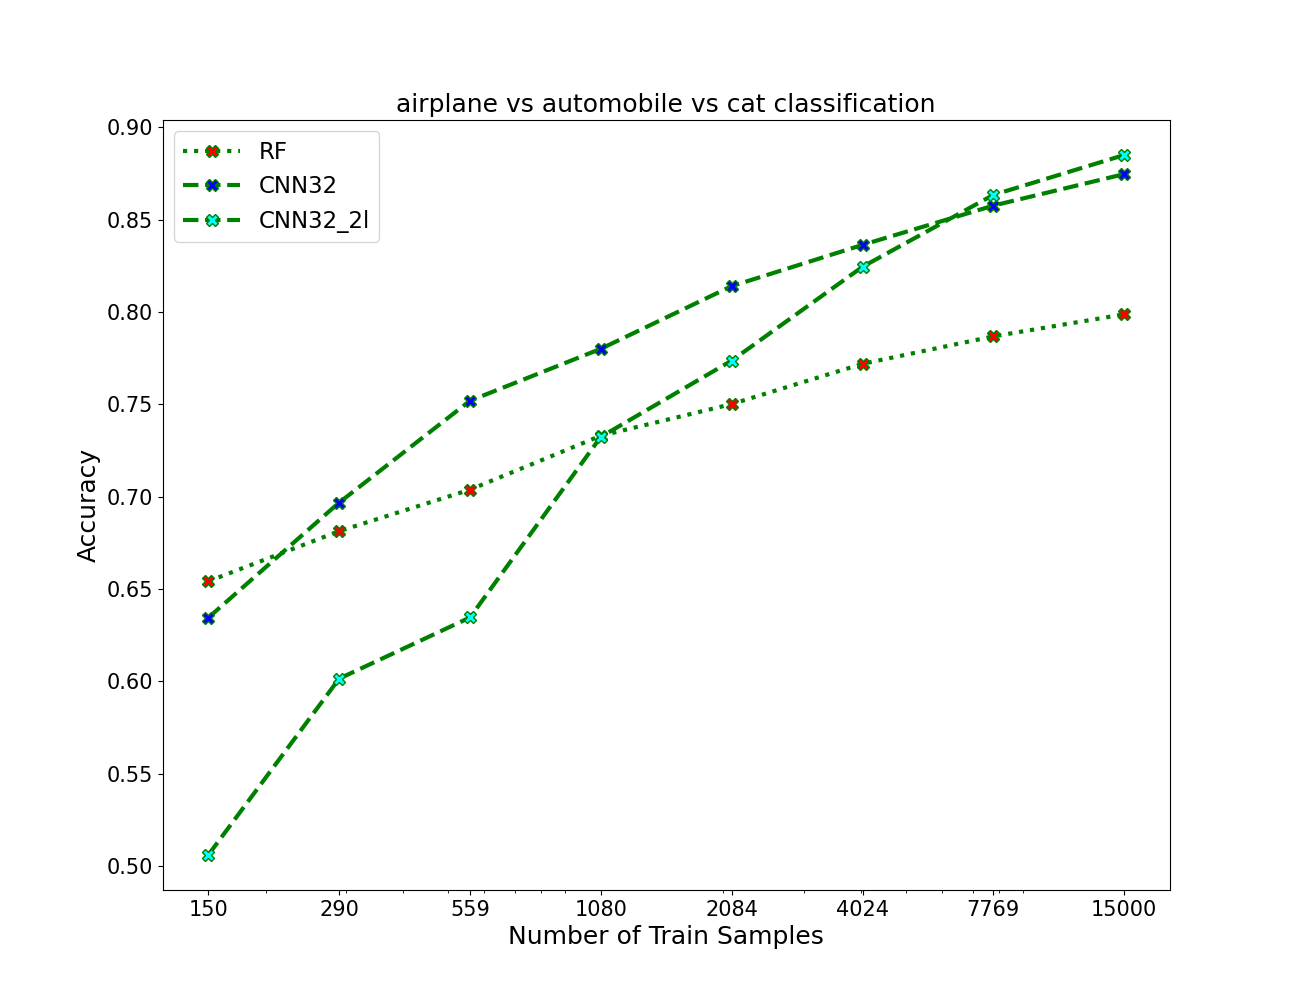 airplane vs automobile vs cat classification
0.90
0.85
0.80
0.75
0.70
0.65
0.60
0.55
0.50
Accuracy
RF
CNN32
CNN32_2l
150 290 559 1080 2084 4024 7769 15000
Number of Train Samples